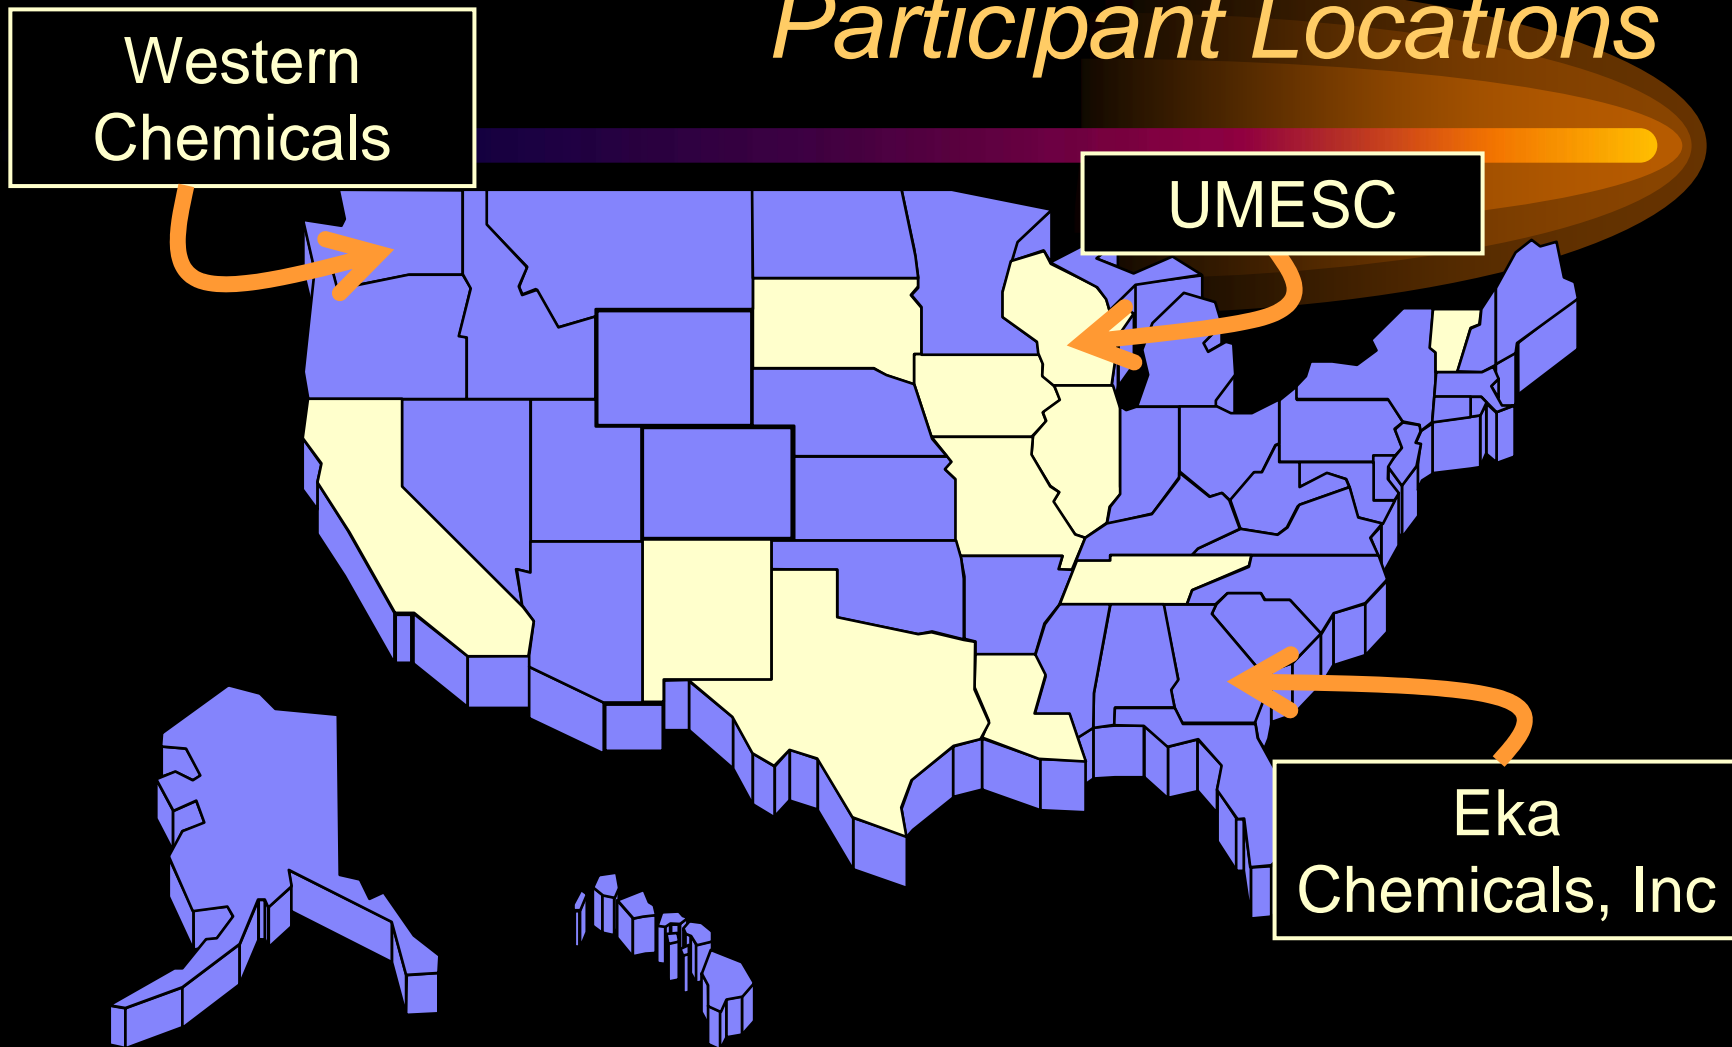 Participant Locations
Western
Chemicals
UMESC
Eka
Chemicals, Inc